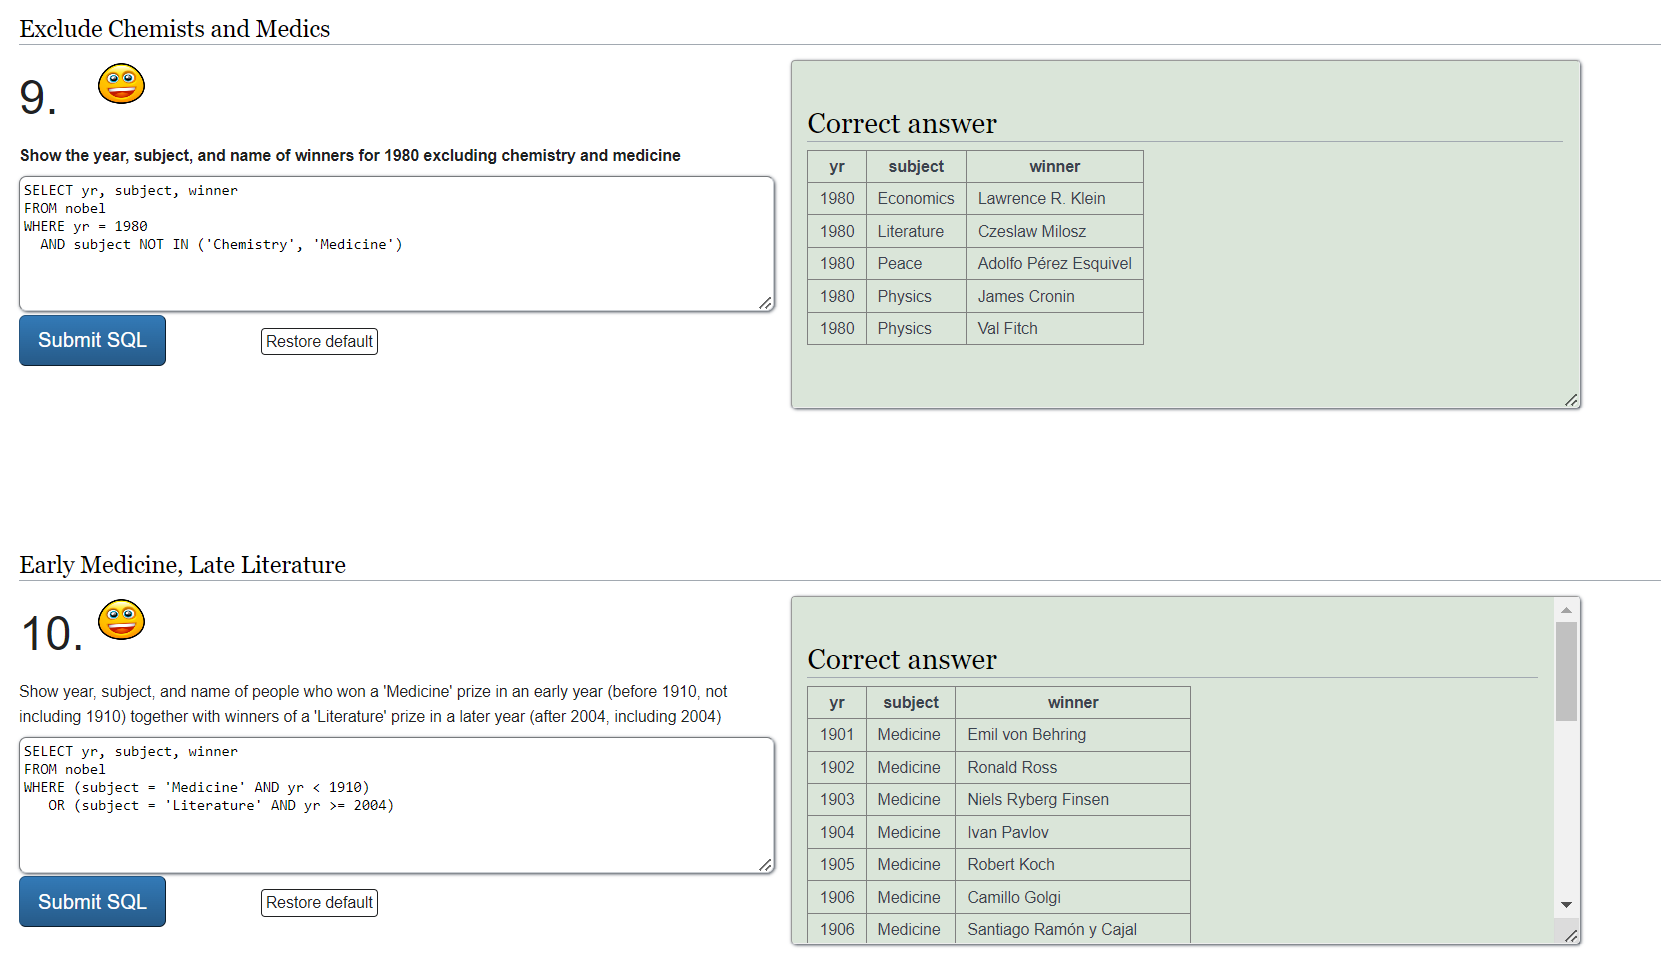 Exclude Chemists and Medics
9.
Show the year, subject, and name of winners for 1980 excluding chemistry and medicine
SELECT yr, subject, winner
FROM nobel
WHERE yr = 1980
  AND subject NOT IN ('Chemistry', 'Medicine')
Submit SQL
Restore default
Correct answer
yr subject winner
1980 Economics Lawrence R. Klein
1980 Literature Czeslaw Milosz
1980 Peace Adolfo Pérez Esquivel
1980 Physics James Cronin
1980 Physics Val Fitch
Early Medicine, Late Literature
10.
Show year, subject, and name of people who won a 'Medicine' prize in an early year (before 1910, not
including 1910) together with winners of a 'Literature' prize in a later year (after 2004, including 2004)
SELECT yr, subject, winner
FROM nobel
WHERE (subject = 'Medicine' AND yr < 1910)
   OR (subject = 'Literature' AND yr >= 2004)
Submit SQL
Restore default
Correct answer
yr subject winner
1901 Medicine Emil von Behring
1902 Medicine Ronald Ross
1903 Medicine Niels Ryberg Finsen
1904 Medicine Ivan Pavlov
1905 Medicine Robert Koch
1906 Medicine Camillo Golgi
1906 Medicine Santiago Ramón y Cajal